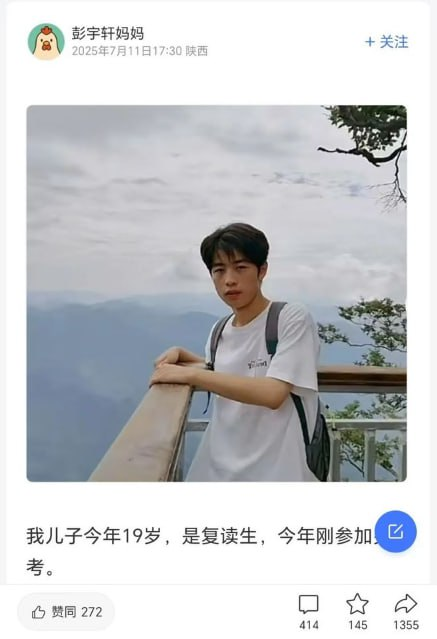 彭宇轩妈妈
2025年7月11日17:30 陕西
+ 关注
我儿子今年19岁，是复读生，今年刚参加
考。
赞同 272
414
145
1355